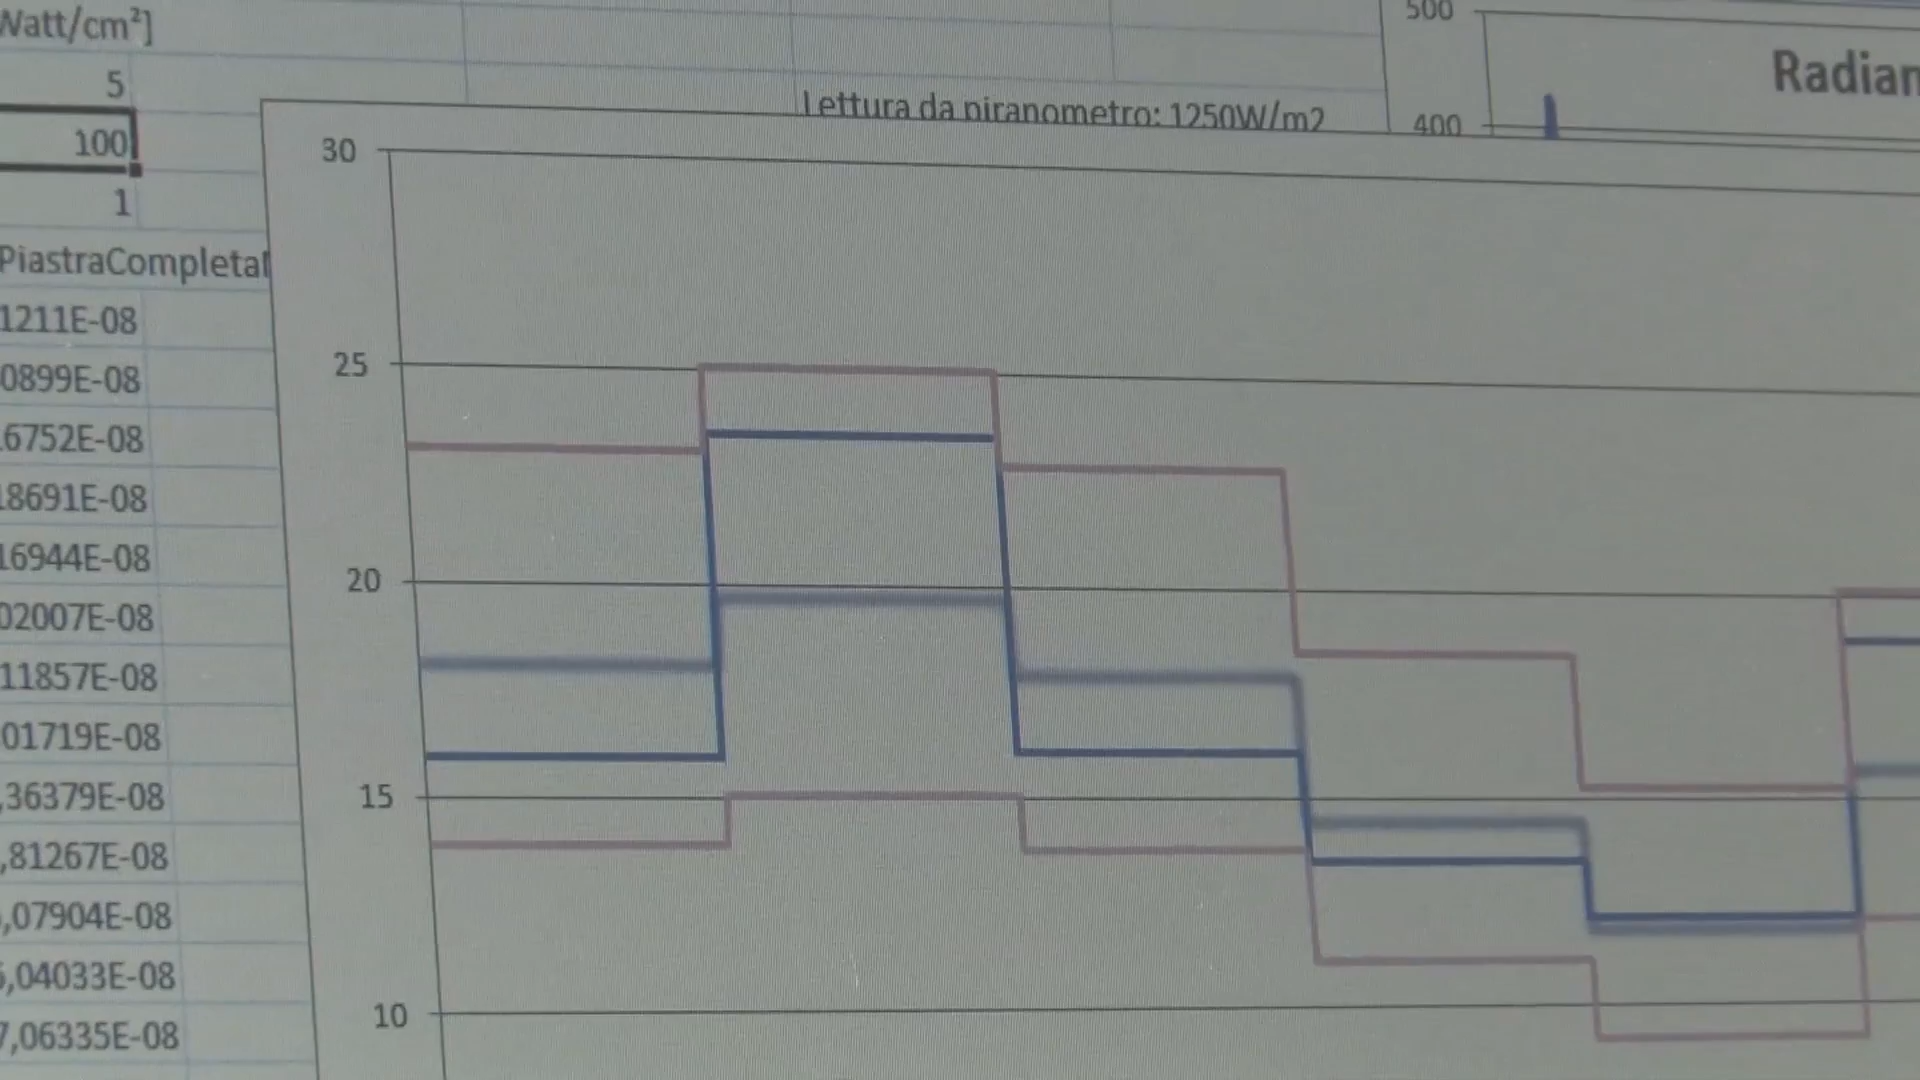 Watt/cm²]
5
100
1
PiastraCompleta
1211E-08
0899E-08
6752E-08
8691E-08
16944E-08
02007E-08
11857E-08
01719E-08
,36379E-08
,81267E-08
,07904E-08
,04033E-08
7,06335E-08
Lettura da piranometro: 1250W/m2
30
25
20
15
10
500
400
Radian